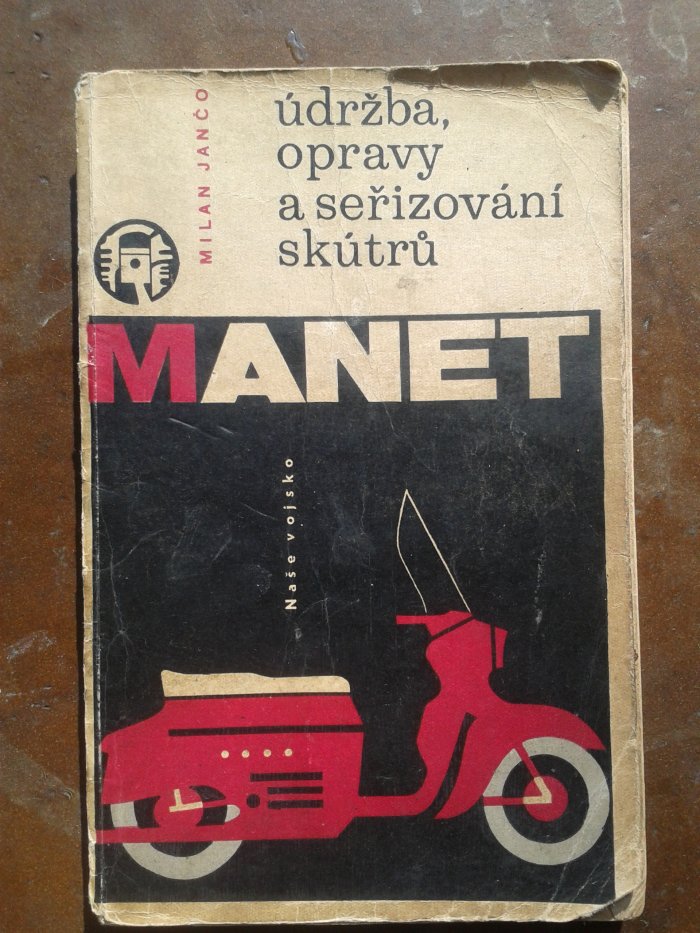 MILAN JANČO
údržba,
opravy
a seřizování
skútrů
MANET
Naše vojsko